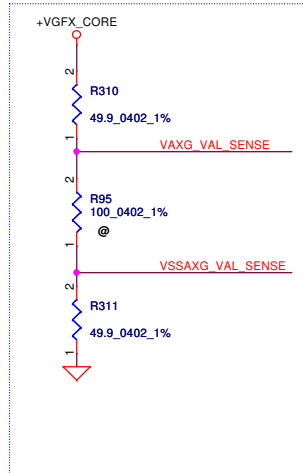 +VGFX_CORE
2
R310
49.9_0402_1%
1
VAXG_VAL_SENSE
2
R95
100_0402_1%
@
1
VSSAXG_VAL_SENSE
2
R311
49.9_0402_1%
1